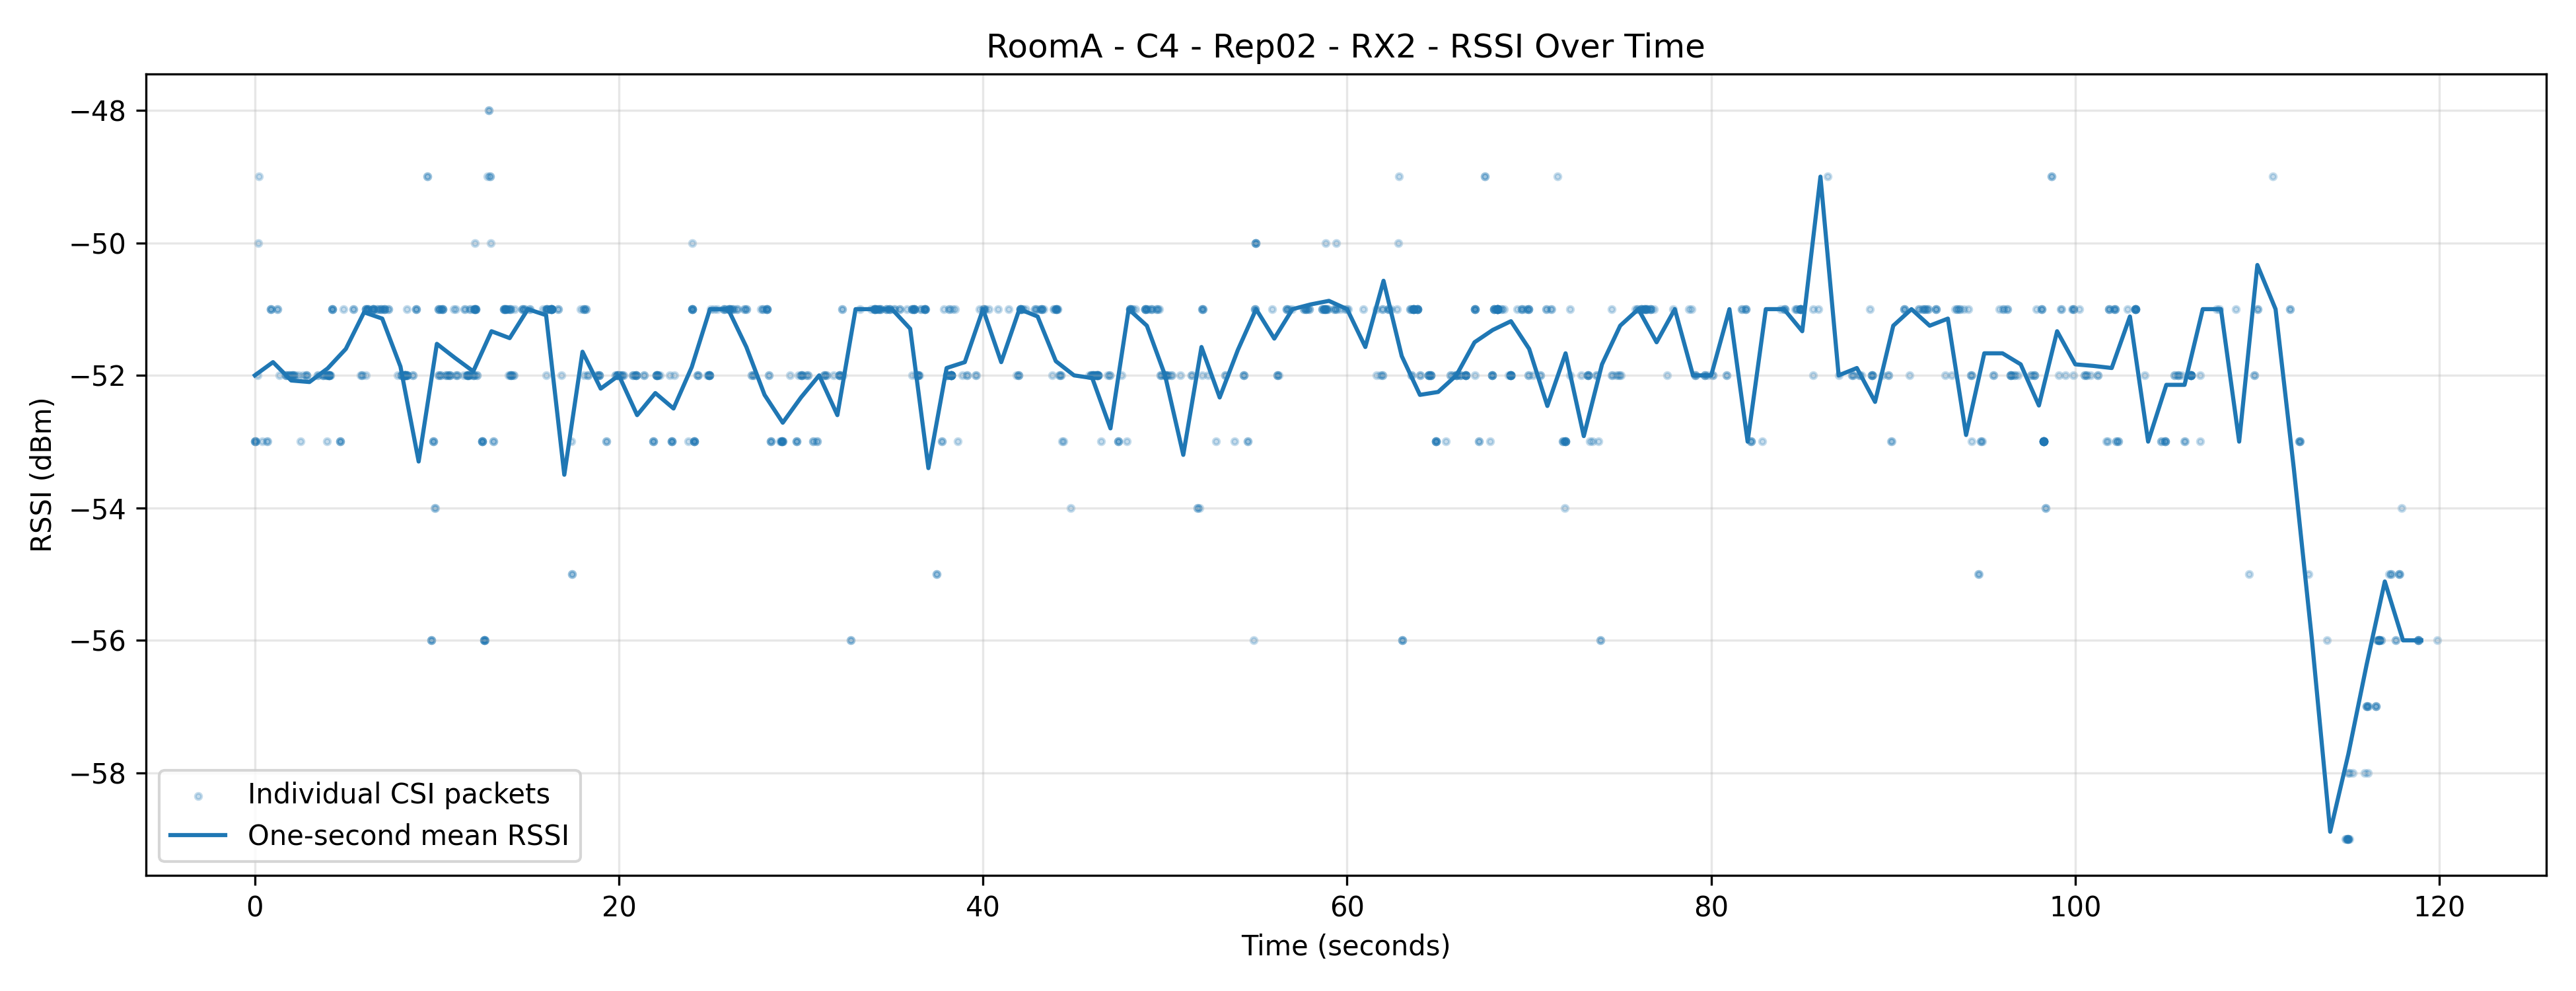 RoomA - C4 - Rep02 - RX2 - RSSI Over Time
RSSI (dBm)
−48
−50
−52
−54
−56
−58
Individual CSI packets
One-second mean RSSI
0 20 40 60 80 100 120
Time (seconds)